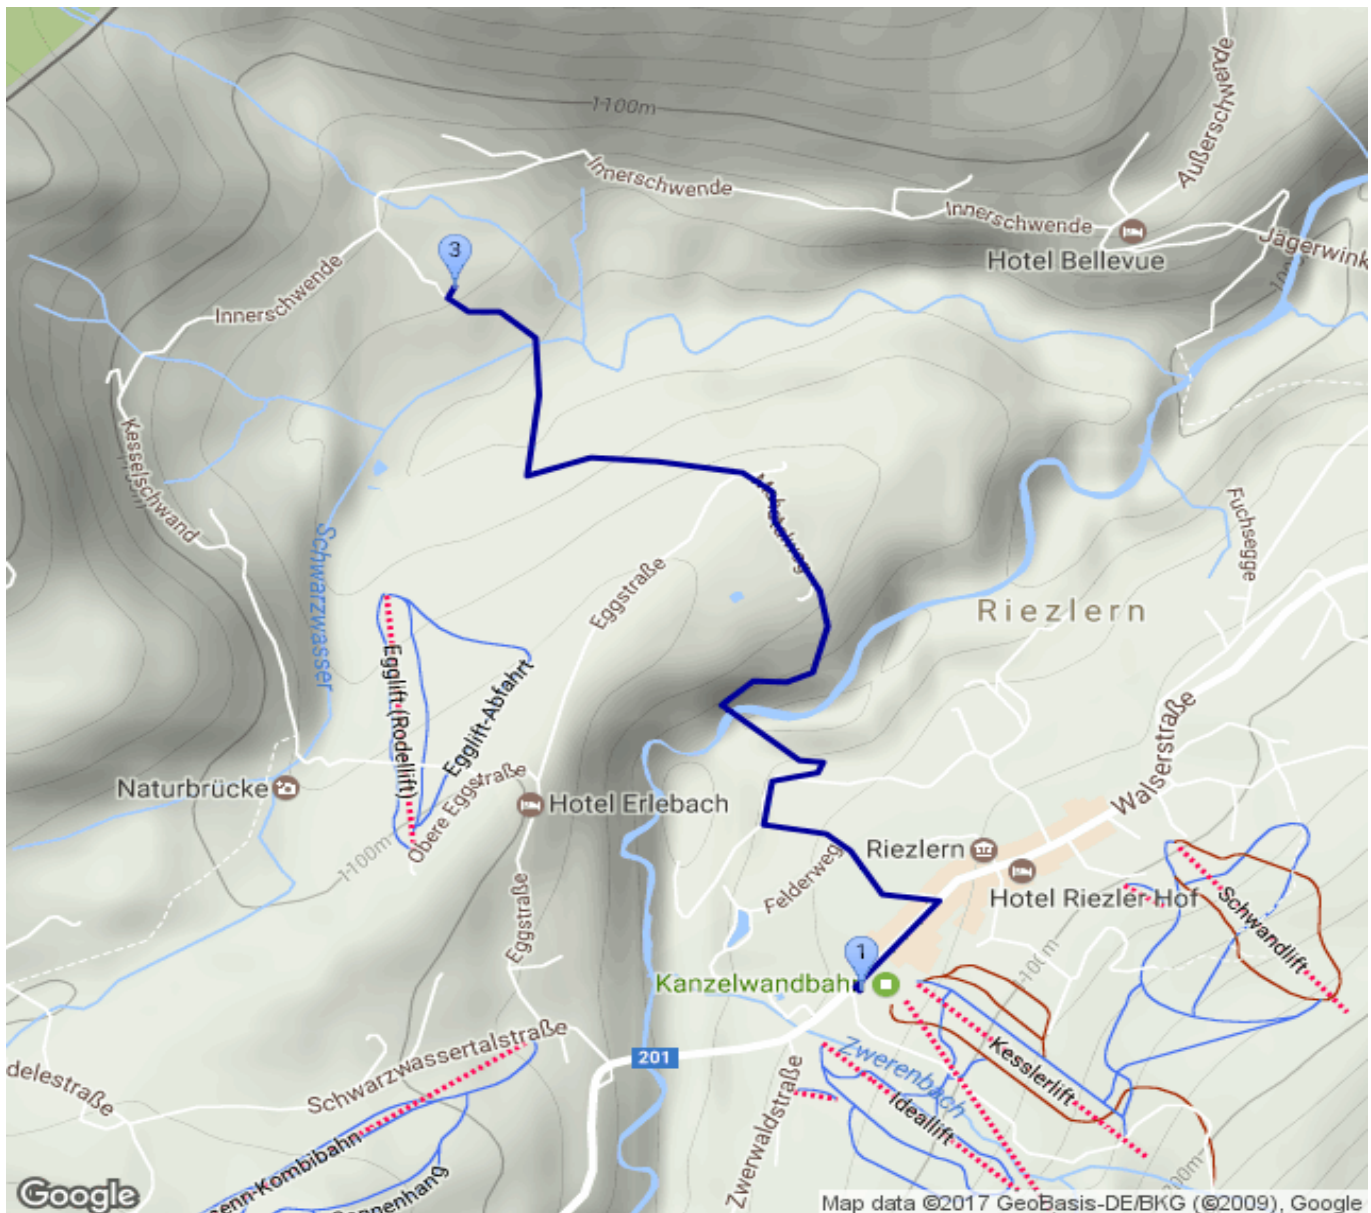 1100m
Außerschwende
Innerschwende
Innerschwende
Hotel Bellevue
Jägerwink
3
Innerschwende
Kesselschwand
Fuchsegge
Schwarzwasser
Eggstraße
Riezlern
Egglift (Rodellift)
Egglift-Abfahrt
Walserstraße
Naturbrücke
Obere Eggstraße
Hotel Erlebach
1100m
Riezlern
Felderweg
Hotel Riezler Hof
Schwandlift
Eggstraße
1
Kanzelwandbahn
201
Schwarzwassertalstraße
delestraße
Zwerenbach
Kesslerlift
Ideallift
Zwerwaldstraße
enn-Kombibahn
Google
Map data ©2017 GeoBasis-DE/BKG (©2009), Google